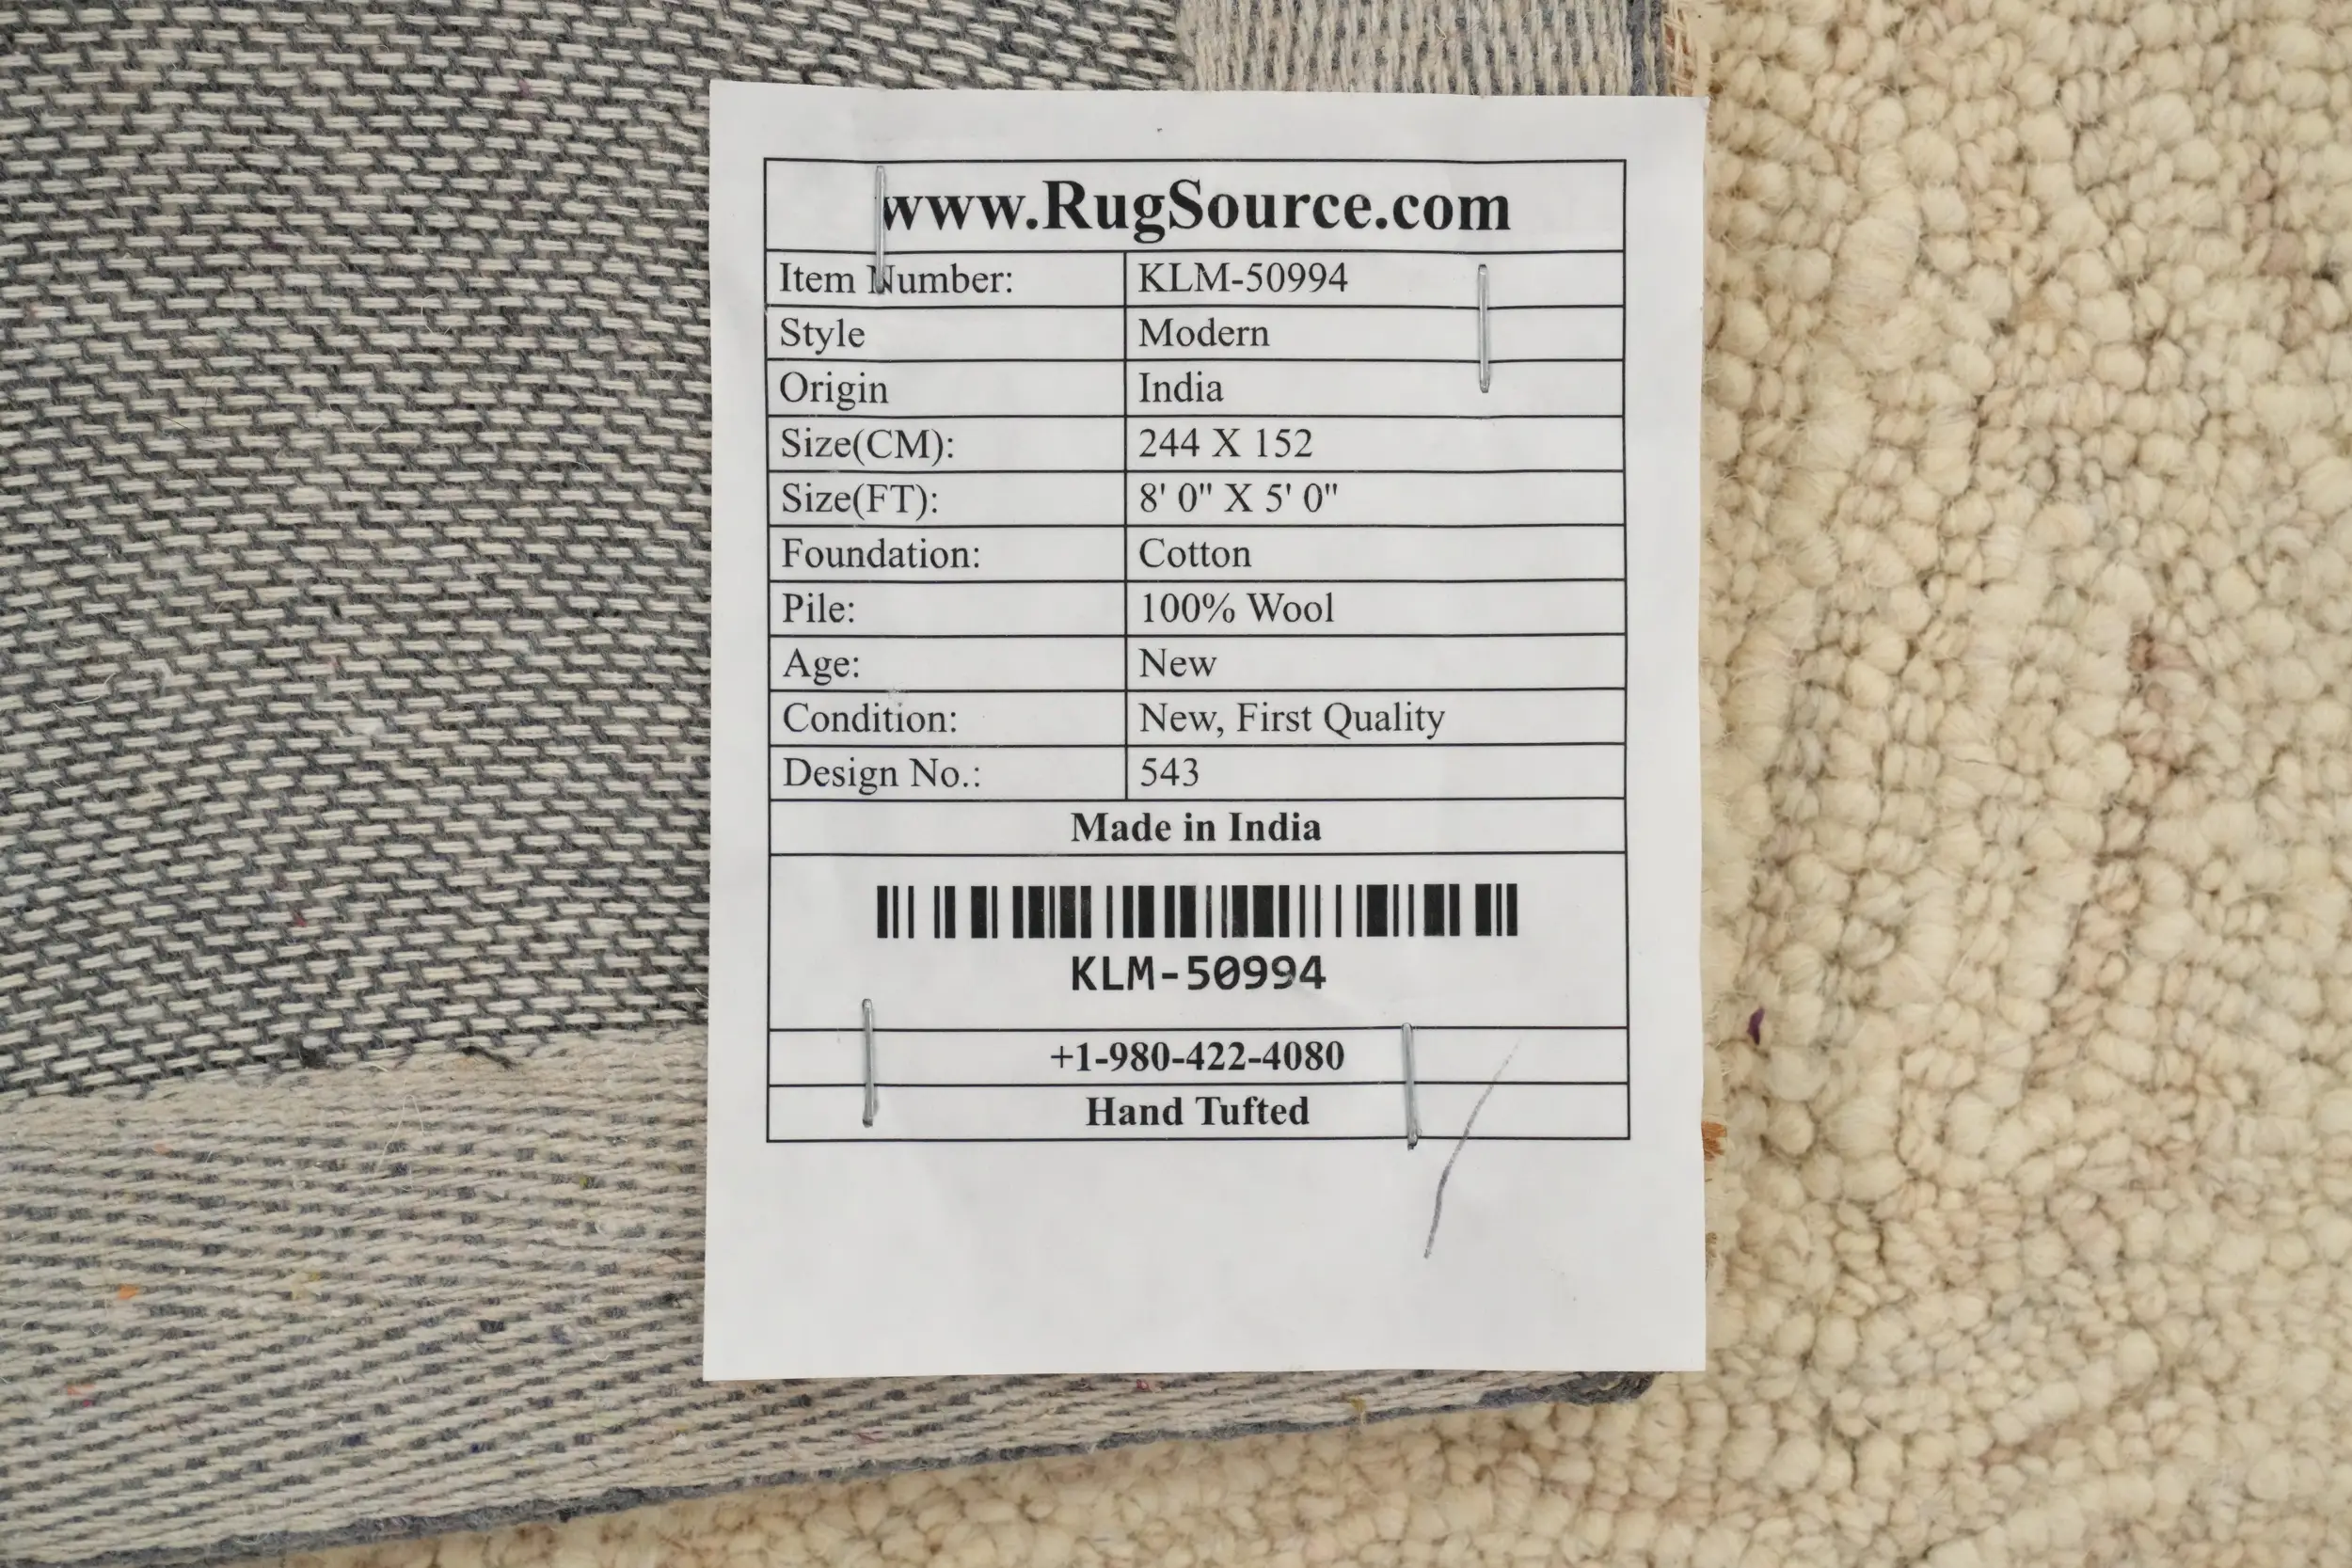 www.RugSource.com
Item Number: KLM-50994
Style Modern
Origin India
Size(CM): 244 X 152
Size(FT): 8' 0" X 5' 0"
Foundation: Cotton
Pile: 100% Wool
Age: New
Condition: New, First Quality
Design No.: 543
Made in India
KLM-50994
+1-980-422-4080
Hand Tufted